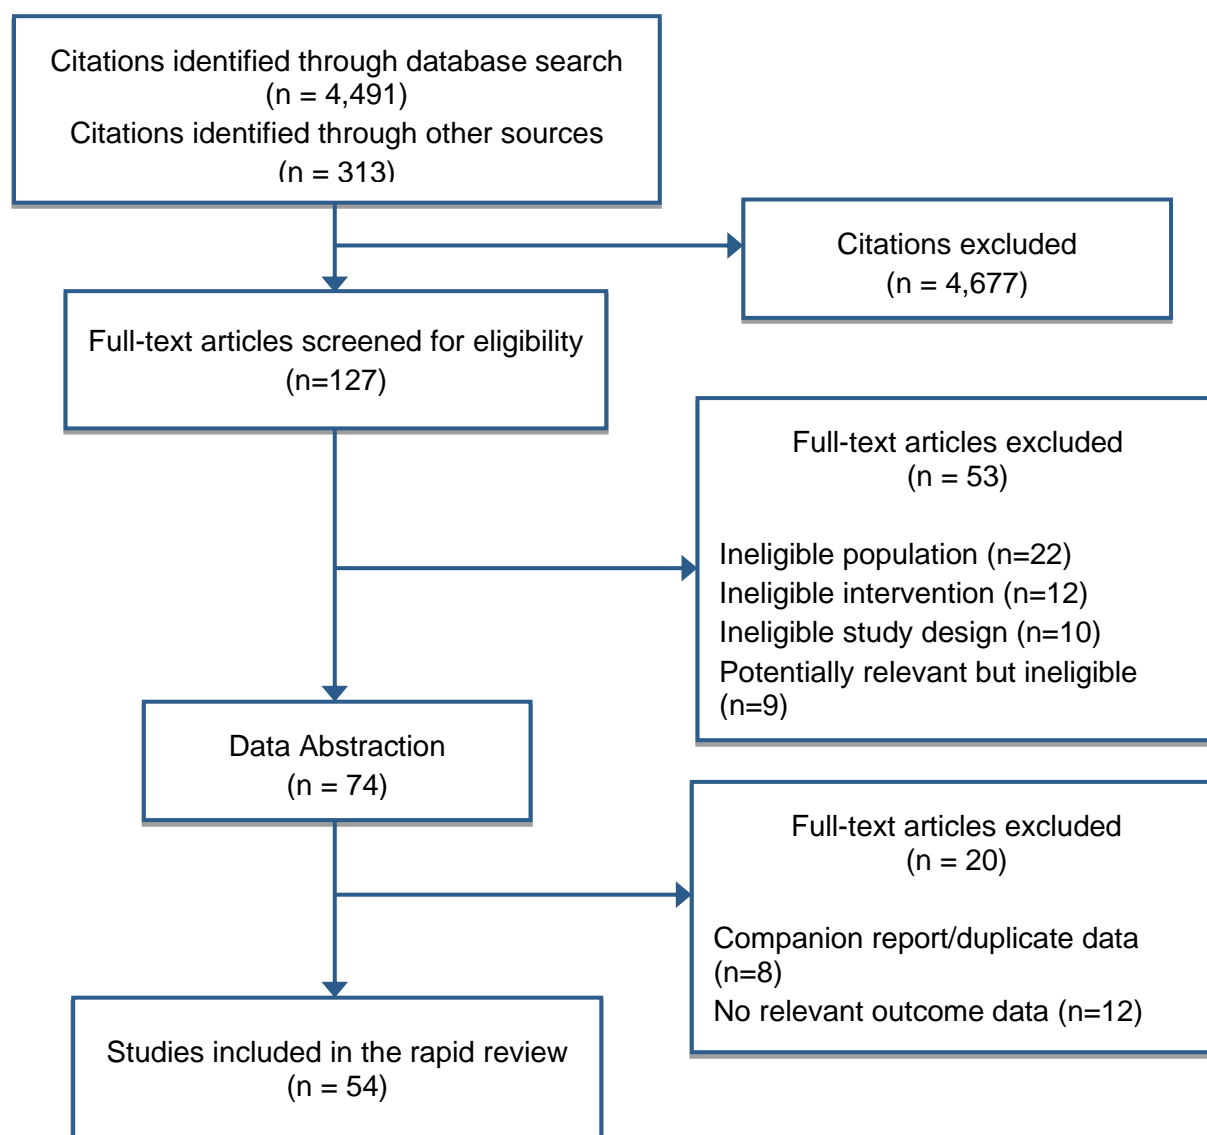 Citations identified through database search
(n = 4,491)
Citations identified through other sources
(n = 313)
Citations excluded
(n = 4,677)
Full-text articles screened for eligibility
(n=127)
Full-text articles excluded
(n = 53)
Ineligible population (n=22)
Ineligible intervention (n=12)
Ineligible study design (n=10)
Potentially relevant but ineligible
(n=9)
Data Abstraction
(n = 74)
Full-text articles excluded
(n = 20)
Companion report/duplicate data
(n=8)
No relevant outcome data (n=12)
Studies included in the rapid review
(n = 54)